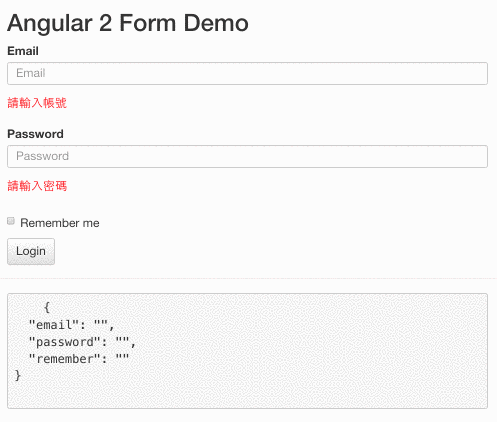 Angular 2 Form Demo
Email
Email
請輸入帳號
Password
Password
請輸入密碼
Remember me
Login
{
"email": "",
"password": "",
"remember": ""
}